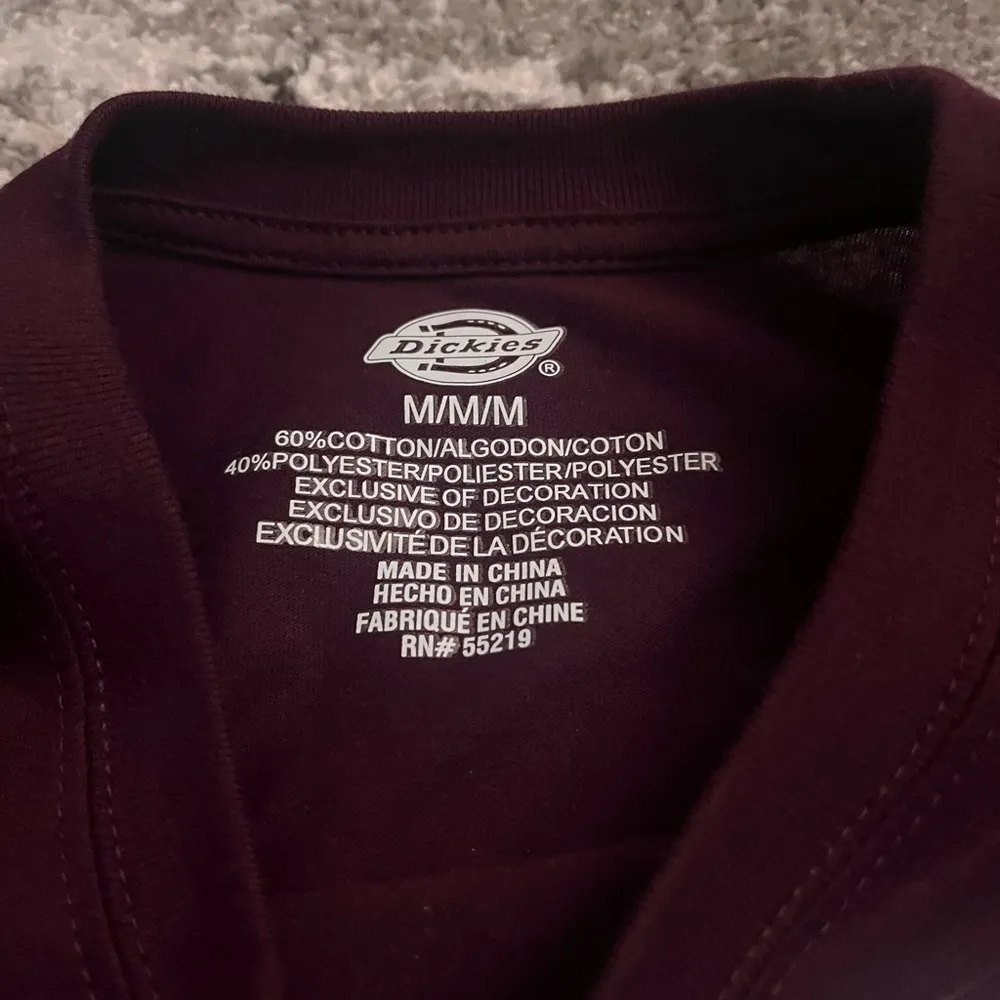 Dickies®
M/M/M
60%COTTON/ALGODON/COTON
40%POLYESTER/POLIESTER/POLYESTER
EXCLUSIVE OF DECORATION
EXCLUSIVO DE DECORACION
EXCLUSIVITÉ DE LA DÉCORATION
MADE IN CHINA
HECHO EN CHINA
FABRIQUÉ EN CHINE
RN# 55219